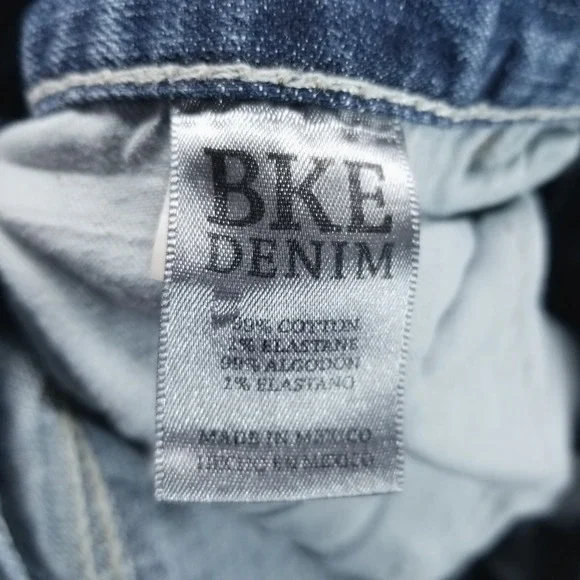 BKE
DENIM
99% COTTON
1% ELASTANE
99% ALGODON
1% ELASTANO
MADE IN MEXICO
HECHO EN MEXICO